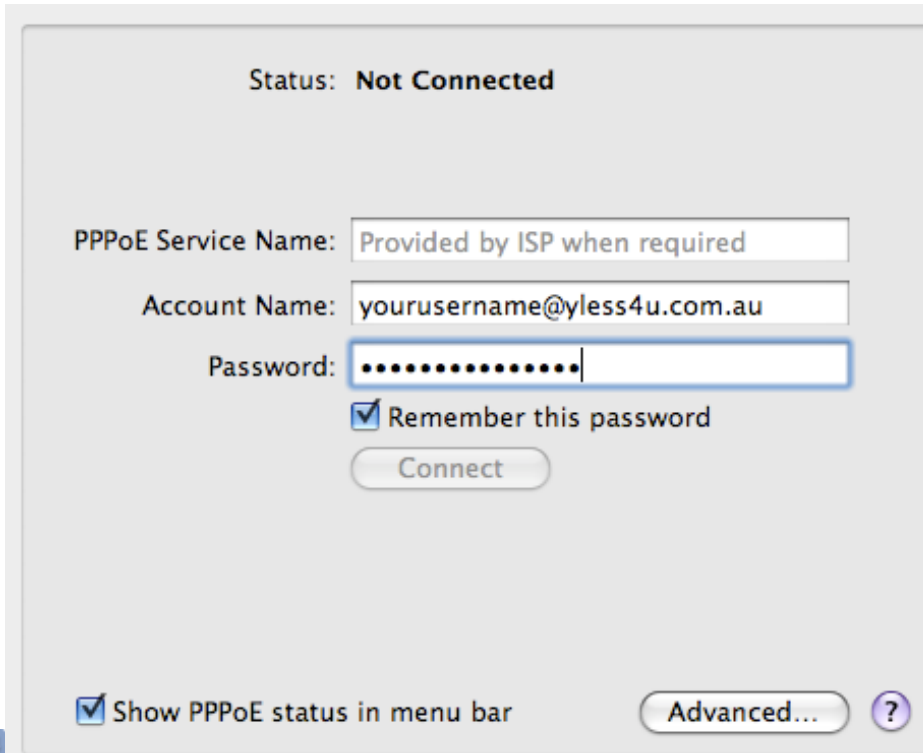 Status: Not Connected
PPPoE Service Name: Provided by ISP when required
Account Name: yourusername@yless4u.com.au
Password: •••••••••••••••
Remember this password
Connect
Show PPPoE status in menu bar Advanced... ?